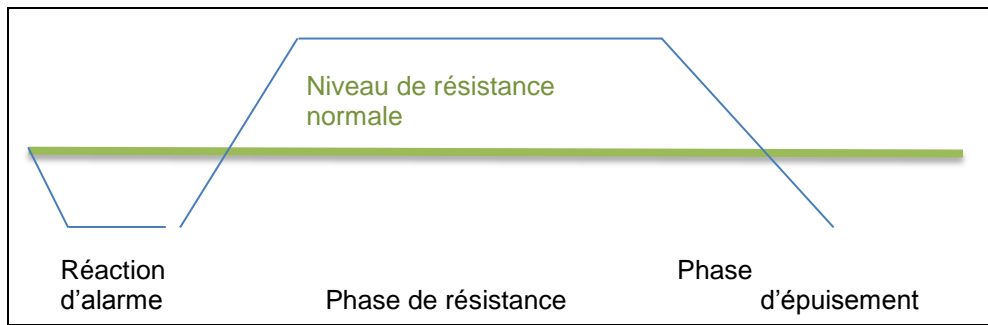 Niveau de résistance
normale
Réaction
d'alarme
Phase de résistance
Phase
d'épuisement